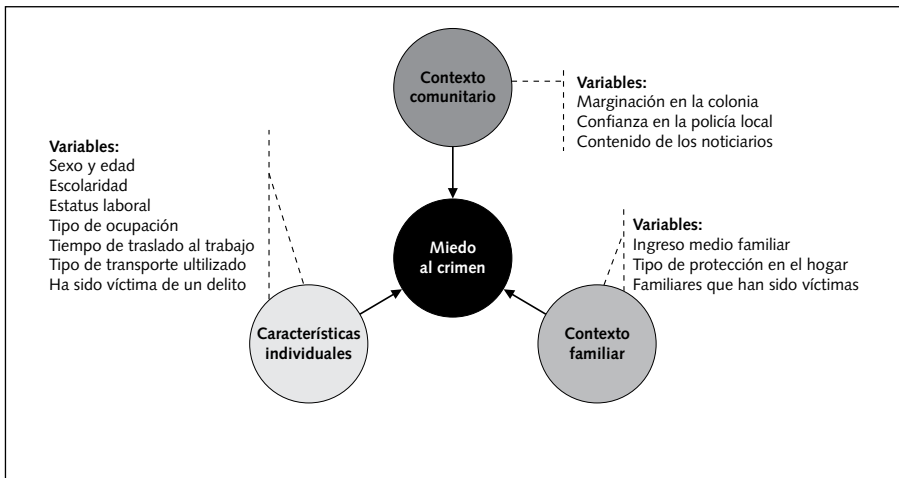 Contexto
comunitario
Variables:
Marginación en la colonia
Confianza en la policía local
Contenido de los noticiarios
Variables:
Sexo y edad
Escolaridad
Estatus laboral
Tipo de ocupación
Tiempo de traslado al trabajo
Tipo de transporte ultilizado
Ha sido víctima de un delito
Miedo
al crimen
Variables:
Ingreso medio familiar
Tipo de protección en el hogar
Familiares que han sido víctimas
Característícas
individuales
Contexto
familiar